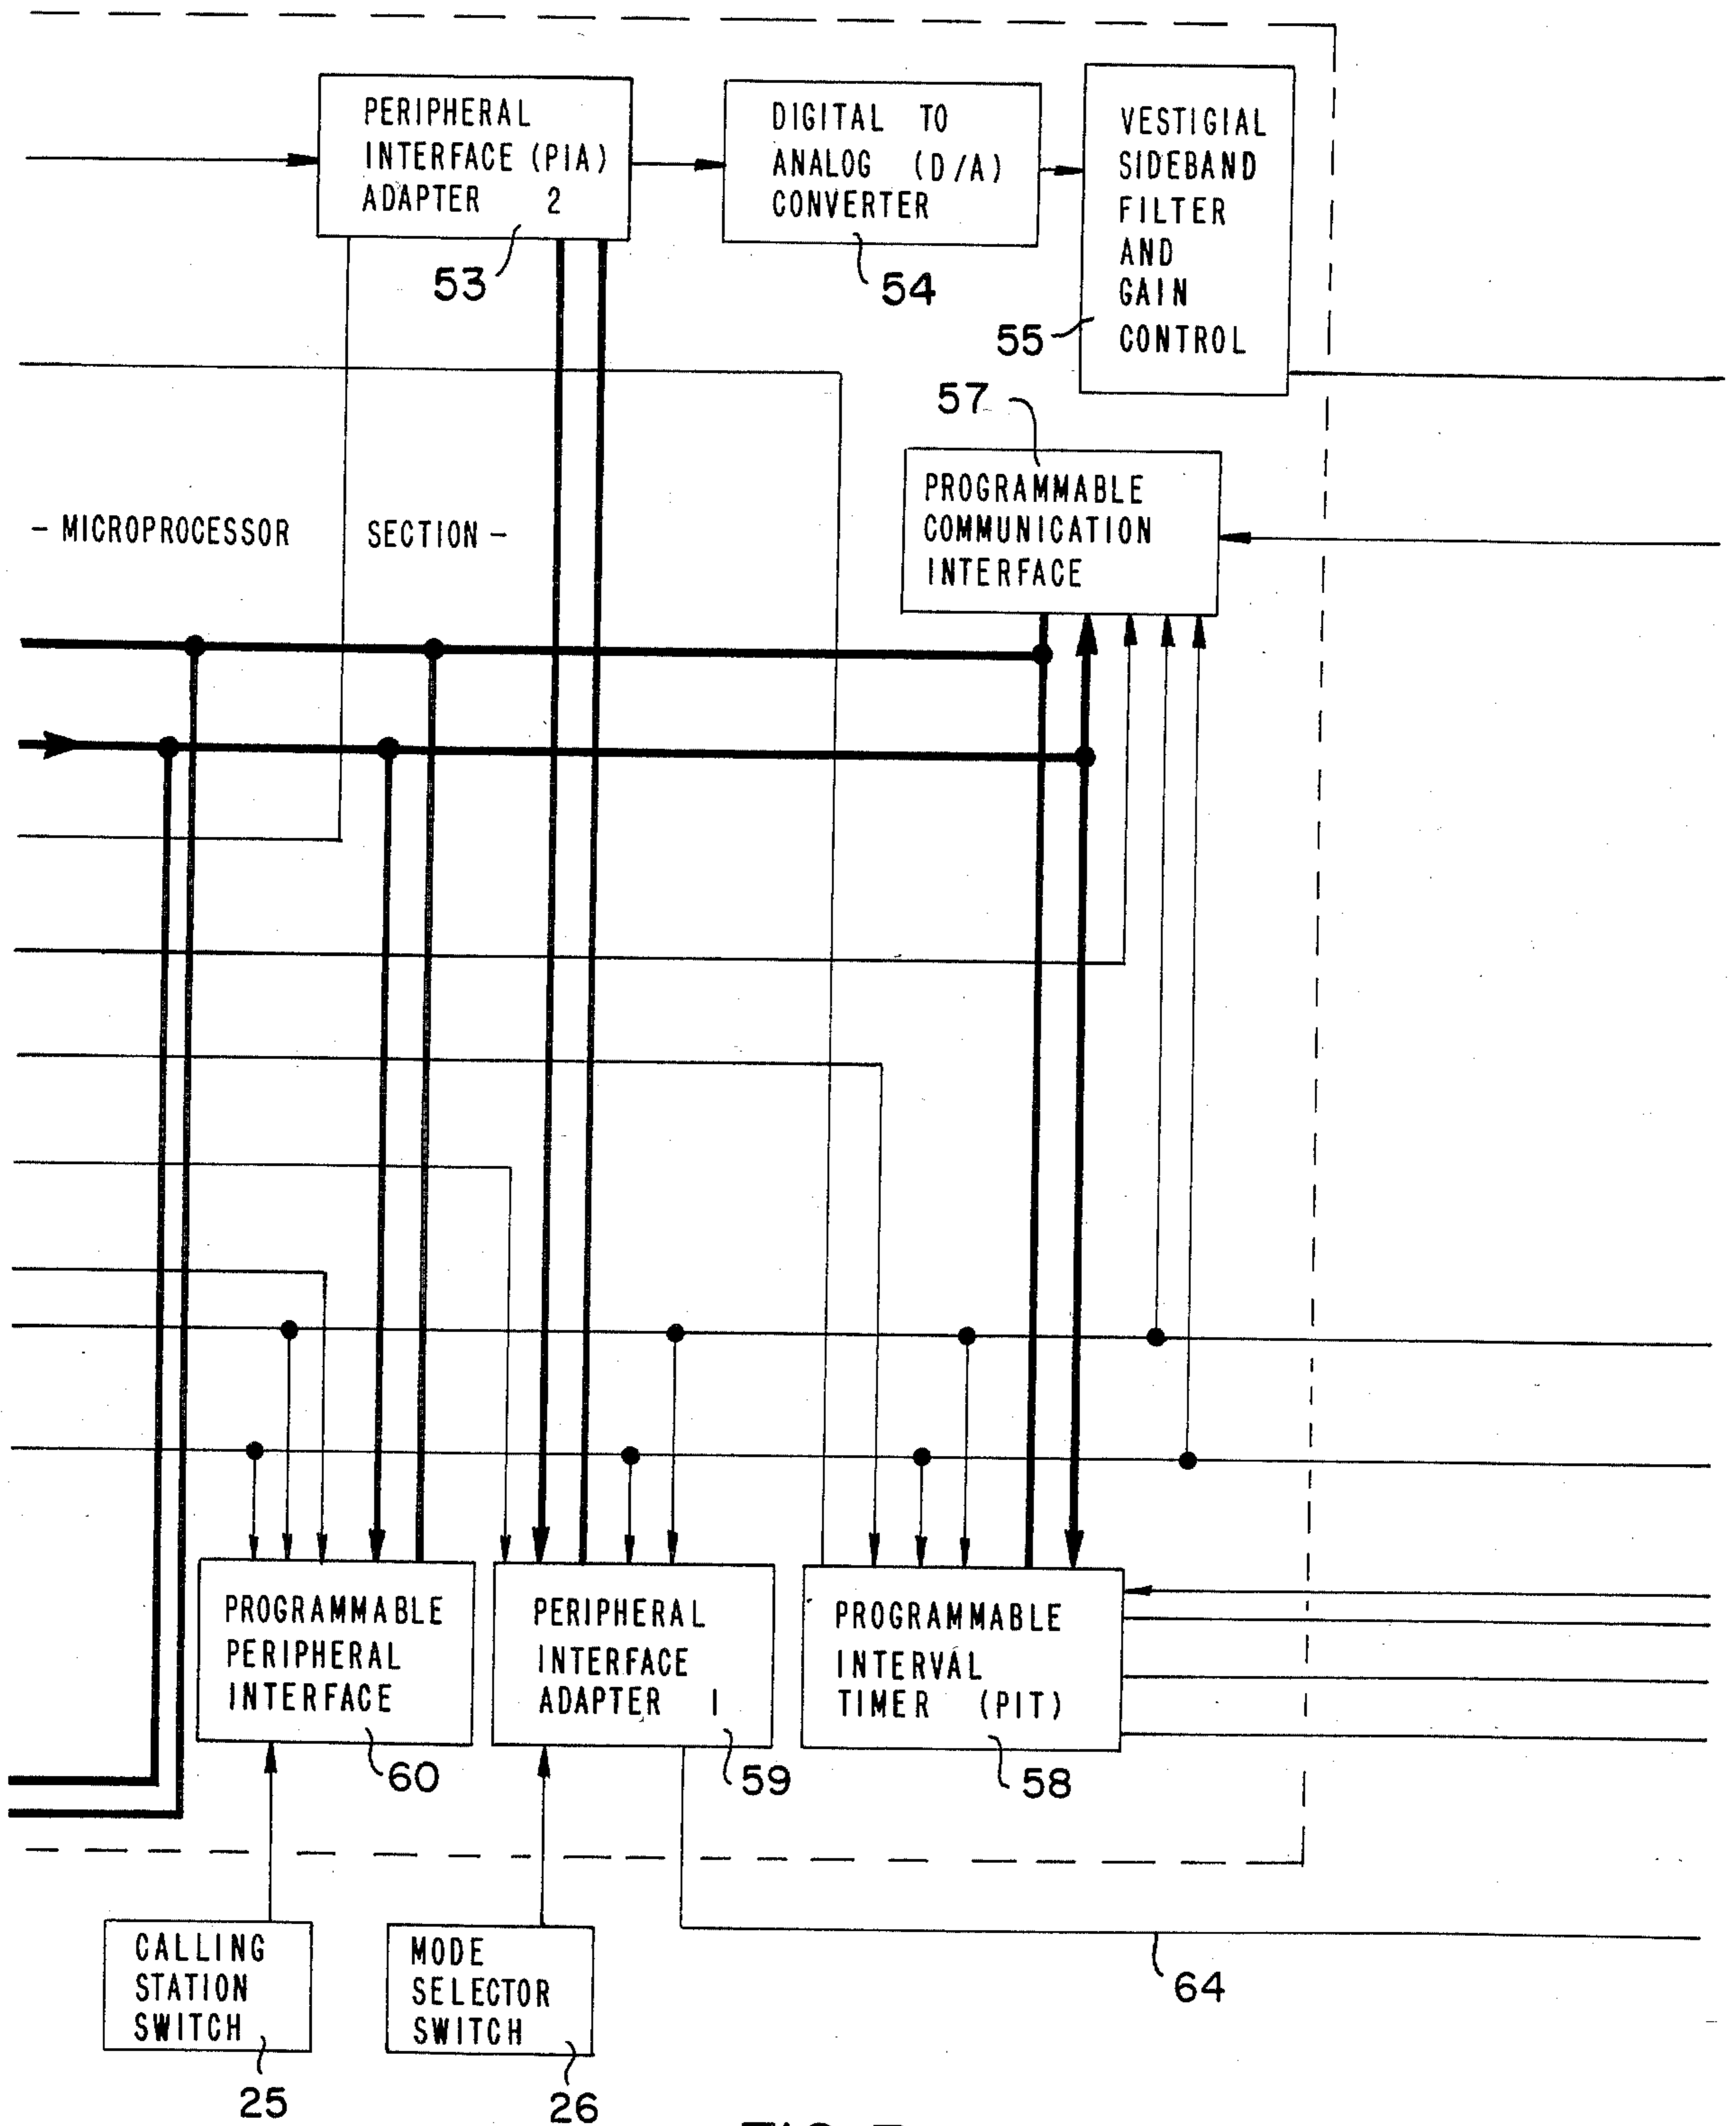 PERIPHERAL
INTERFACE (PIA)
ADAPTER 2
53
DIGITAL TO
ANALOG (D/A)
CONVERTER
54
VESTIGIAL
SIDEBAND
FILTER
AND
GAIN
CONTROL
55
57
PROGRAMMABLE
COMMUNICATION
INTERFACE
- MICROPROCESSOR SECTION -
PROGRAMMABLE
PERIPHERAL
INTERFACE
60
PERIPHERAL
INTERFACE
ADAPTER 1
59
PROGRAMMABLE
INTERVAL
TIMER (PIT)
58
CALLING
STATION
SWITCH
25
MODE
SELECTOR
SWITCH
26
64